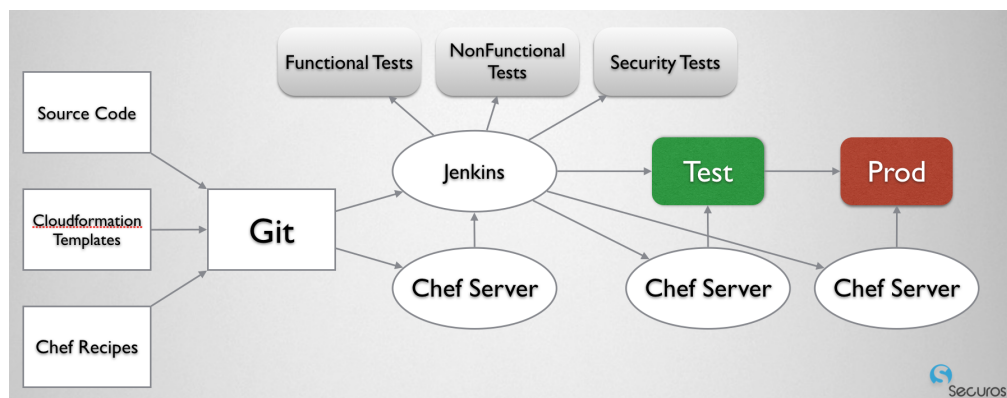 Functional Tests
NonFunctional
Tests
Security Tests
Source Code
Jenkins
Test
Prod
Cloudformation
Templates
Git
Chef Server
Chef Server
Chef Server
Chef Recipes
Securos